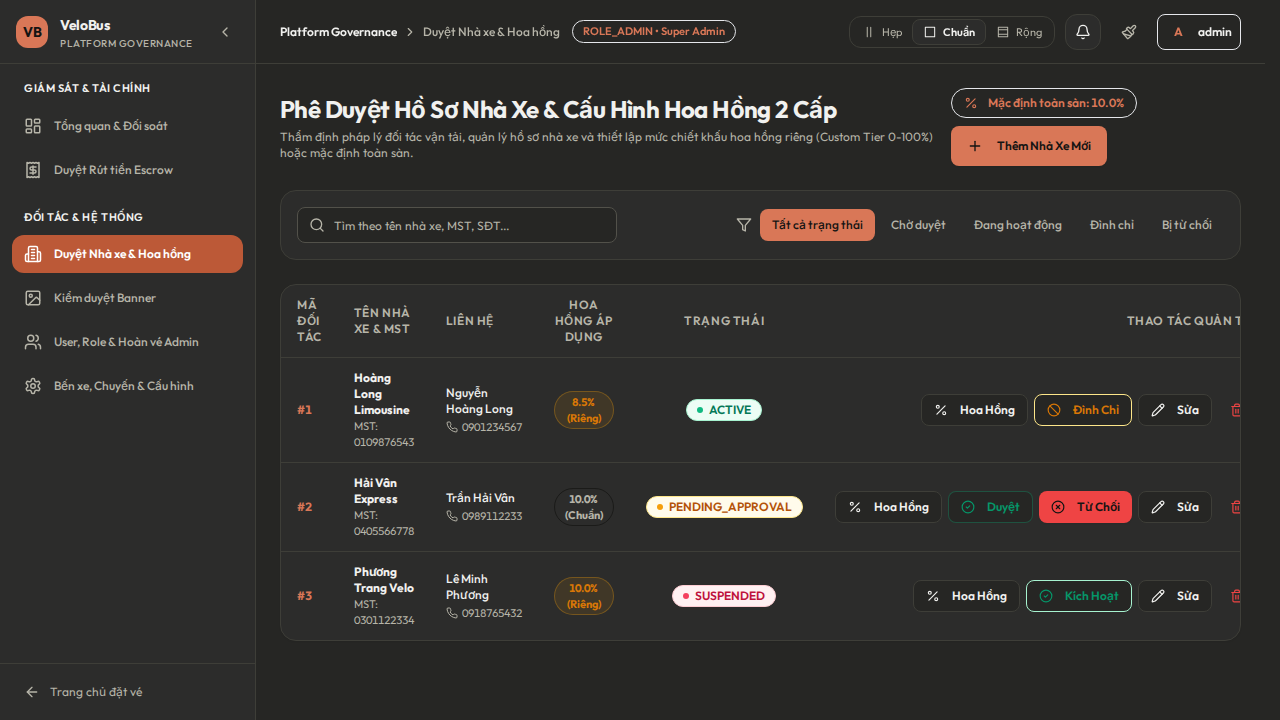 VB
VeloBus
PLATFORM GOVERNANCE
GIÁM SÁT & TÀI CHÍNH
Tổng quan & Đối soát
Duyệt Rút tiền Escrow
ĐỐI TÁC & HỆ THỐNG
Duyệt Nhà xe & Hoa hồng
Kiểm duyệt Banner
User, Role & Hoàn vé Admin
Bến xe, Chuyến & Cấu hình
Trang chủ đặt vé
Platform Governance > Duyệt Nhà xe & Hoa hồng
ROLE_ADMIN • Super Admin
Hẹp
Chuẩn
Rộng
A admin
Phê Duyệt Hồ Sơ Nhà Xe & Cấu Hình Hoa Hồng 2 Cấp
Thẩm định pháp lý đối tác vận tải, quản lý hồ sơ nhà xe và thiết lập mức chiết khấu hoa hồng riêng (Custom Tier 0-100%)
hoặc mặc định toàn sàn.
Mặc định toàn sàn: 10.0%
Thêm Nhà Xe Mới
Tìm theo tên nhà xe, MST, SĐT...
Tất cả trạng thái
Chờ duyệt
Đang hoạt động
Đình chỉ
Bị từ chối
MÃ
ĐỐI
TÁC
TÊN NHÀ
XE & MST
LIÊN HỆ
HOA
HỒNG ÁP
DỤNG
TRẠNG THÁI
THAO TÁC QUẢN T
#1
Hoàng
Long
Limousine
MST:
0109876543
Nguyễn
Hoàng Long
0901234567
8.5%
(Riêng)
ACTIVE
Hoa Hồng
Đình Chỉ
Sửa
#2
Hải Vân
Express
MST:
0405566778
Trần Hải Vân
0989112233
10.0%
(Chuẩn)
PENDING_APPROVAL
Hoa Hồng
Duyệt
Từ Chối
Sửa
#3
Phương
Trang Velo
MST:
0301122334
Lê Minh
Phương
0918765432
10.0%
(Riêng)
SUSPENDED
Hoa Hồng
Kích Hoạt
Sửa